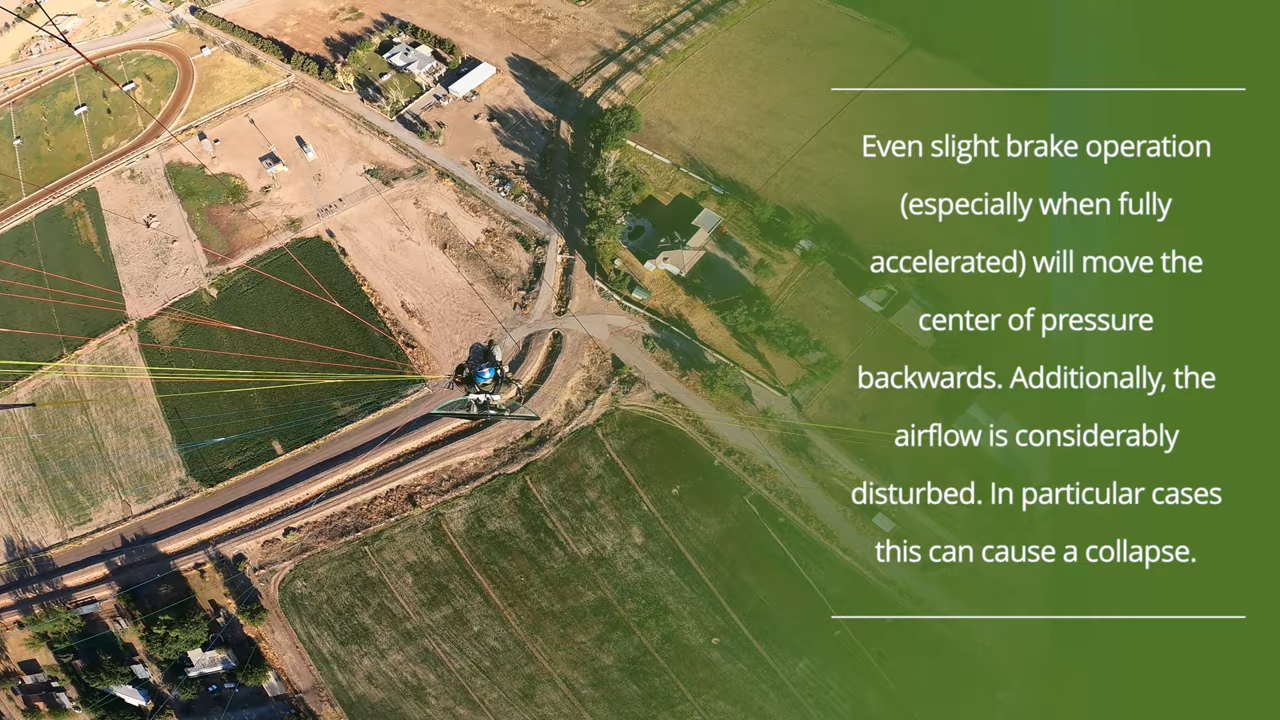 Even slight brake operation
(especially when fully
accelerated) will move the
center of pressure
backwards. Additionally, the
airflow is considerably
disturbed. In particular cases
this can cause a collapse.